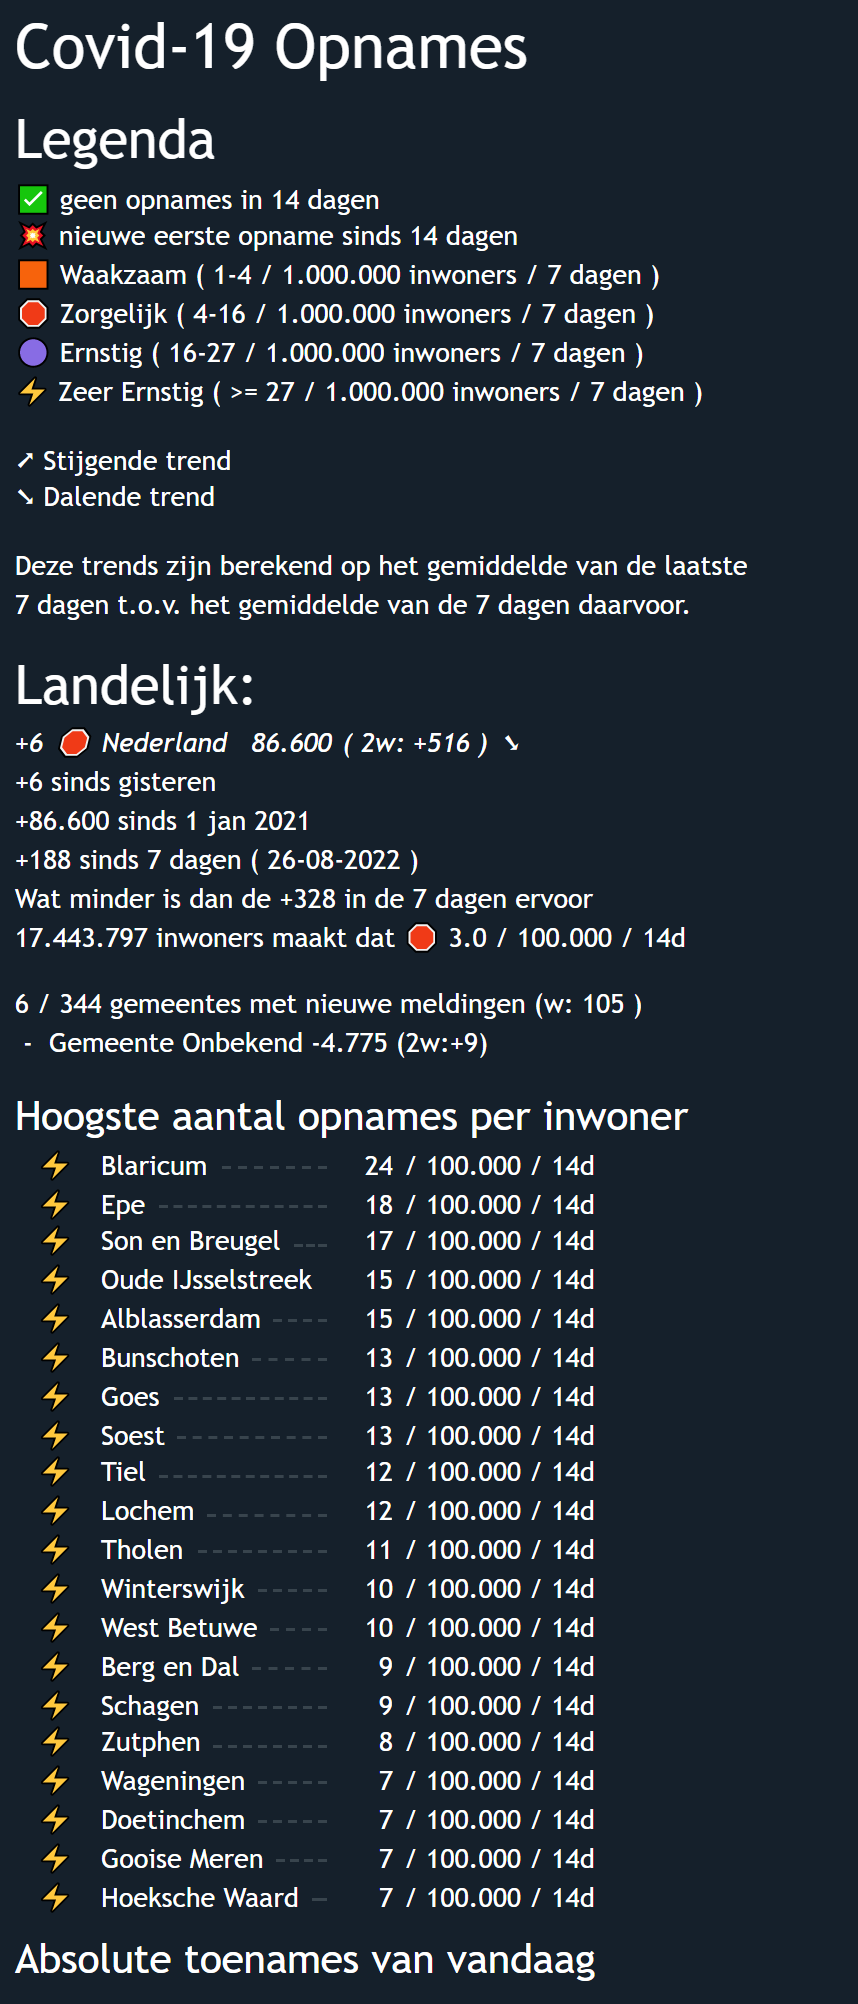 Covid-19 Opnames
Legenda
✅ geen opnames in 14 dagen
💥 nieuwe eerste opname sinds 14 dagen
🟧 Waakzaam ( 1-4 / 1.000.000 inwoners / 7 dagen )
🛑 Zorgelijk ( 4-16 / 1.000.000 inwoners / 7 dagen )
🟣 Ernstig ( 16-27 / 1.000.000 inwoners / 7 dagen )
⚡ Zeer Ernstig ( >= 27 / 1.000.000 inwoners / 7 dagen )
➚ Stijgende trend
➘ Dalende trend
Deze trends zijn berekend op het gemiddelde van de laatste
7 dagen t.o.v. het gemiddelde van de 7 dagen daarvoor.
Landelijk:
+6 🛑 Nederland 86.600 ( 2w: +516 ) ➘
+6 sinds gisteren
+86.600 sinds 1 jan 2021
+188 sinds 7 dagen ( 26-08-2022 )
Wat minder is dan de +328 in de 7 dagen ervoor
17.443.797 inwoners maakt dat 🛑 3.0 / 100.000 / 14d
6 / 344 gemeentes met nieuwe meldingen (w: 105 )
- Gemeente Onbekend -4.775 (2w:+9)
Hoogste aantal opnames per inwoner
⚡ Blaricum ------- 24 / 100.000 / 14d
⚡ Epe ----------- 18 / 100.000 / 14d
⚡ Son en Breugel --- 17 / 100.000 / 14d
⚡ Oude IJsselstreek 15 / 100.000 / 14d
⚡ Alblasserdam ---- 15 / 100.000 / 14d
⚡ Bunschoten ----- 13 / 100.000 / 14d
⚡ Goes ---------- 13 / 100.000 / 14d
⚡ Soest ---------- 13 / 100.000 / 14d
⚡ Tiel ----------- 12 / 100.000 / 14d
⚡ Lochem -------- 12 / 100.000 / 14d
⚡ Tholen --------- 11 / 100.000 / 14d
⚡ Winterswijk ----- 10 / 100.000 / 14d
⚡ West Betuwe ---- 10 / 100.000 / 14d
⚡ Berg en Dal ----- 9 / 100.000 / 14d
⚡ Schagen -------- 9 / 100.000 / 14d
⚡ Zutphen -------- 8 / 100.000 / 14d
⚡ Wageningen ----- 7 / 100.000 / 14d
⚡ Doetinchem ----- 7 / 100.000 / 14d
⚡ Gooise Meren ---- 7 / 100.000 / 14d
⚡ Hoeksche Waard - 7 / 100.000 / 14d
Absolute toenames van vandaag